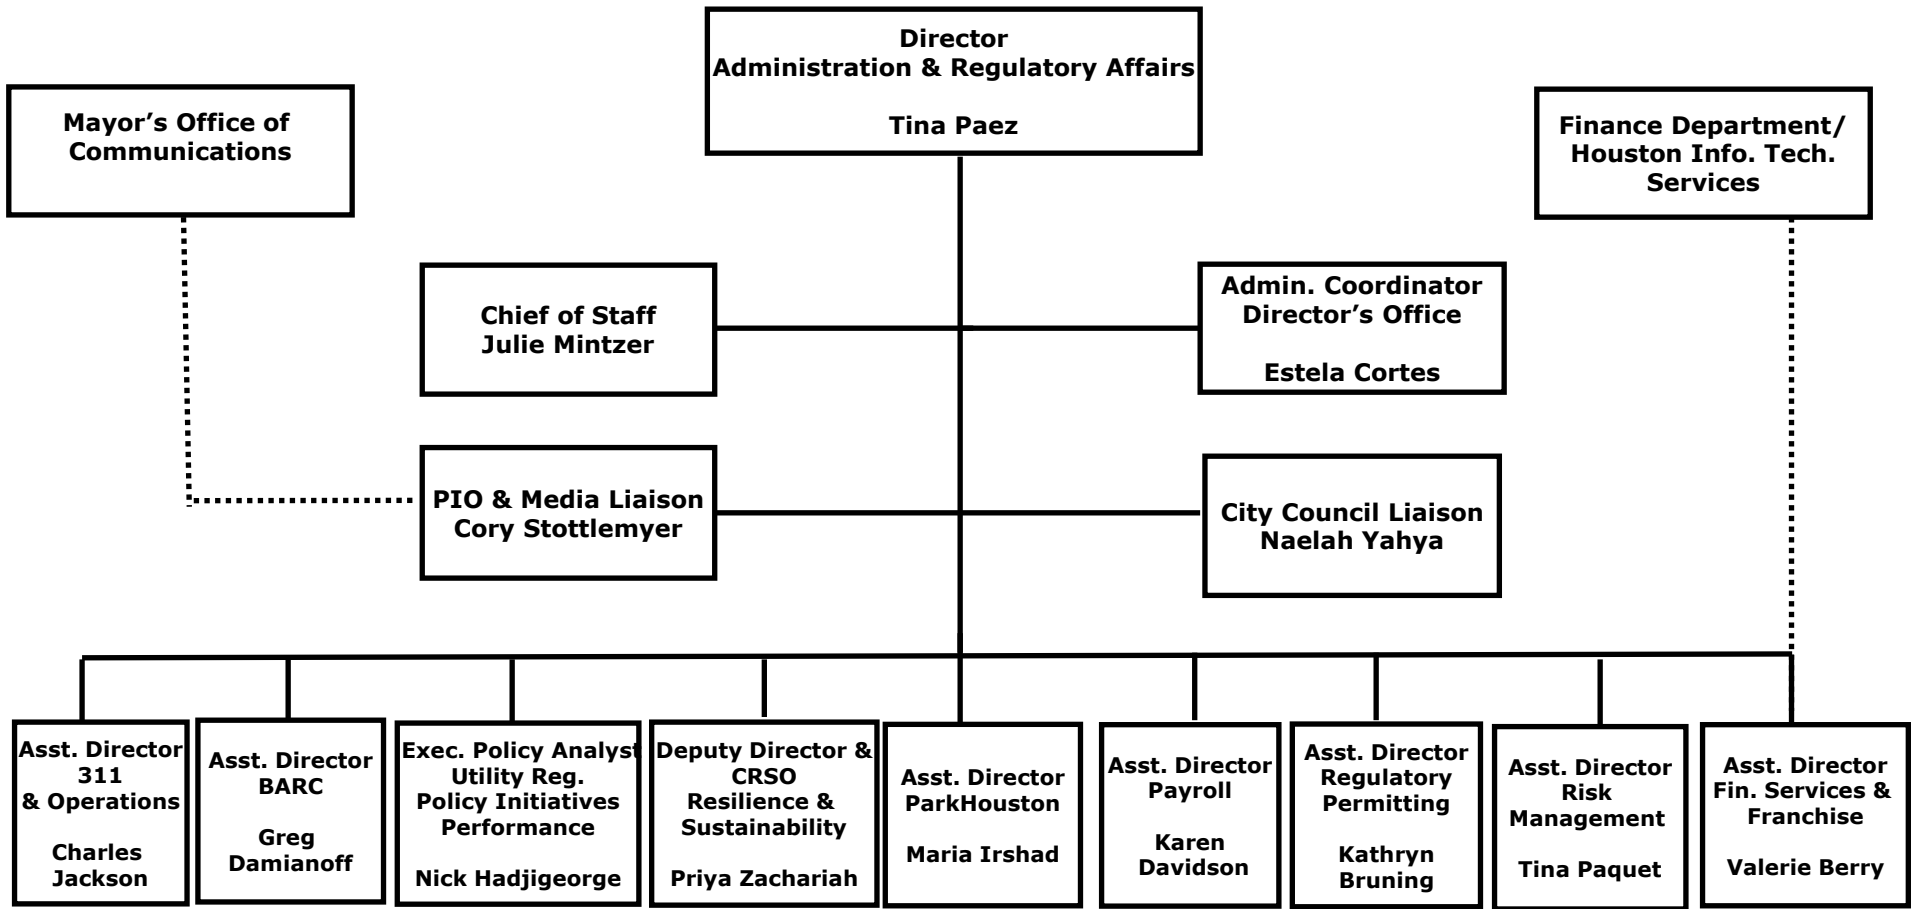 Director
Administration & Regulatory Affairs
Tina Paez
Mayor's Office of
Communications
Finance Department/
Houston Info. Tech.
Services
Chief of Staff
Julie Mintzer
Admin. Coordinator
Director's Office
Estela Cortes
PIO & Media Liaison
Cory Stottlemyer
City Council Liaison
Naelah Yahya
Asst. Director
311
& Operations
Charles
Jackson
Asst. Director
BARC
Greg
Damianoff
Exec. Policy Analyst
Utility Reg.
Policy Initiatives
Performance
Nick Hadjigeorge
Deputy Director &
CRSO
Resilience &
Sustainability
Priya Zachariah
Asst. Director
ParkHouston
Maria Irshad
Asst. Director
Payroll
Karen
Davidson
Asst. Director
Regulatory
Permitting
Kathryn
Bruning
Asst. Director
Risk
Management
Tina Paquet
Asst. Director
Fin. Services &
Franchise
Valerie Berry